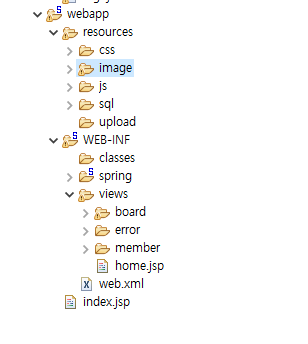 webapp
resources
css
image
js
sql
upload
WEB-INF
classes
spring
views
board
error
member
home.jsp
web.xml
index.jsp